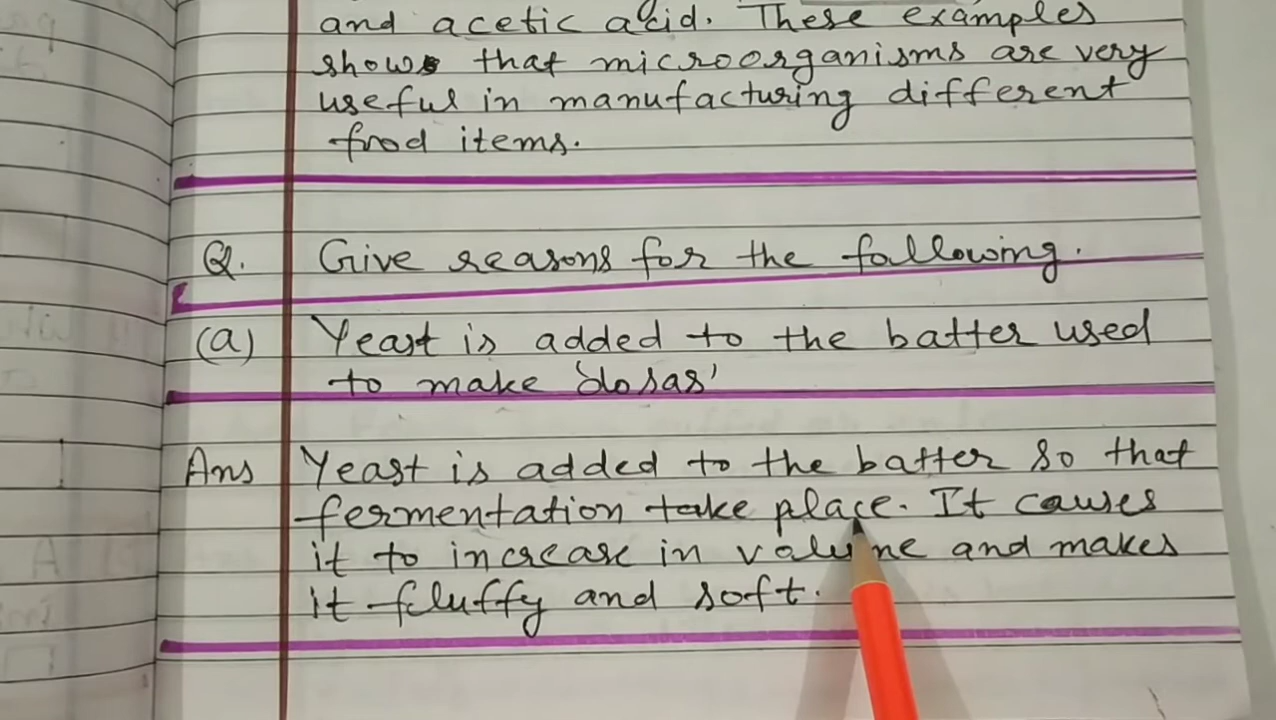 and acetic acid. These examples
shows that microorganisms are very
useful in manufacturing different
food items.
Q. Give reasons for the following.
(a) Yeast is added to the batter used
to make 'dosas'
Ans Yeast is added to the batter so that
fermentation take place. It causes
it to increase in volume and makes
it fluffy and soft.